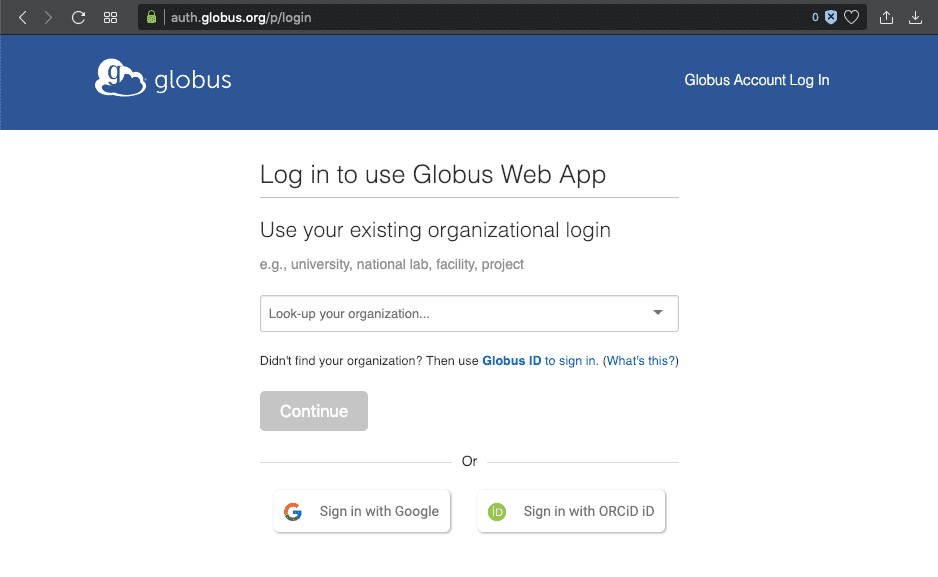 auth.globus.org/p/login
0
globus
Globus Account Log In
Log in to use Globus Web App
Use your existing organizational login
e.g., university, national lab, facility, project
Look-up your organization...
Didn't find your organization? Then use Globus ID to sign in. (What's this?)
Continue
Or
Sign in with Google
iD Sign in with ORCiD iD